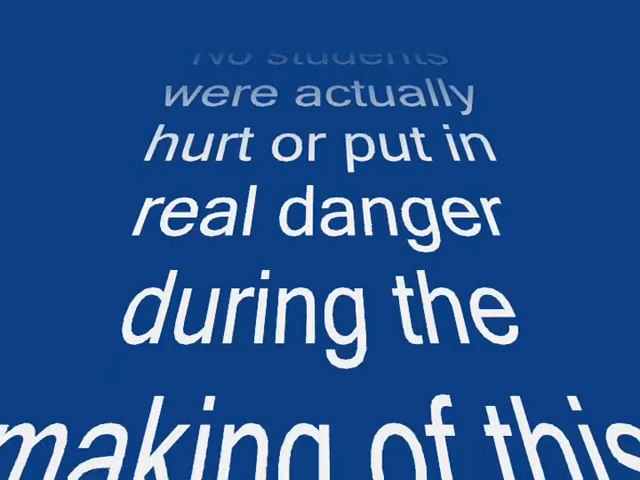 No students
were actually
hurt or put in
real danger
during the
making of this